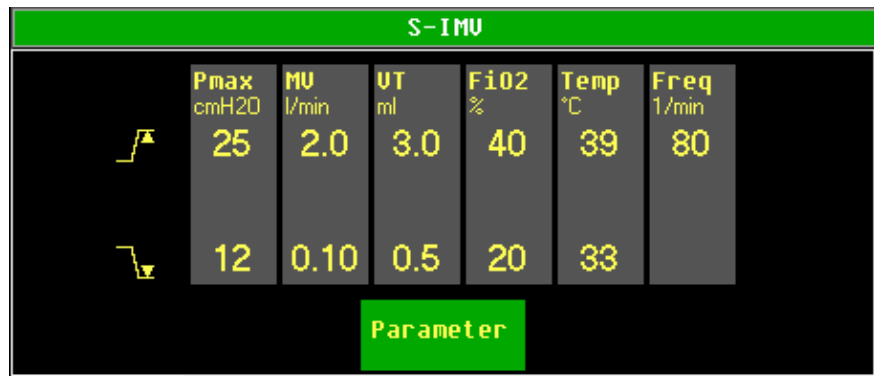 S-IMV
Pmax MV VT FiO2 Temp Freq
cmH2O l/min ml % °C 1/min
25 2.0 3.0 40 39 80
12 0.10 0.5 20 33
Parameter